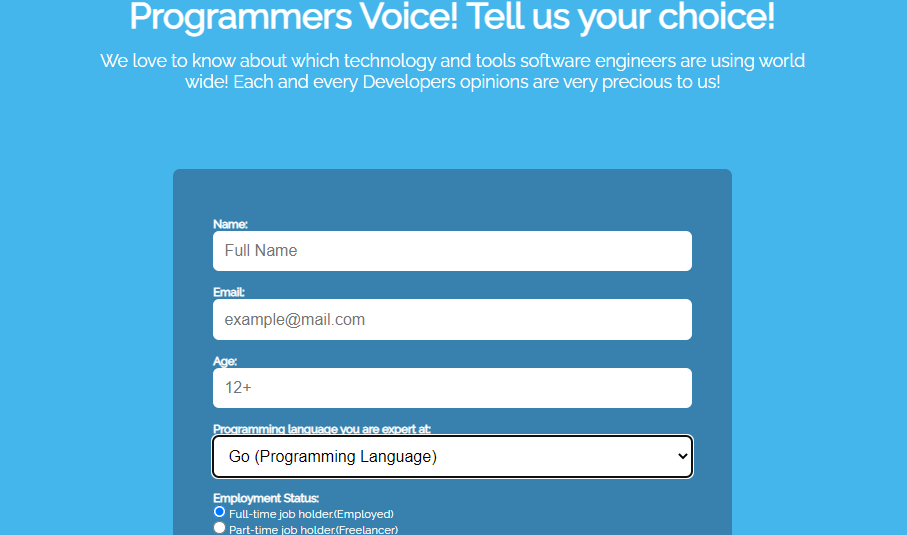 Programmers Voice! Tell us your choice!
We love to know about which technology and tools software engineers are using world
wide! Each and every Developers opinions are very precious to us!
Name:
Full Name
Email:
example@mail.com
Age:
12+
Programming language you are expert at:
Go (Programming Language)
Employment Status:
Full-time job holder.(Employed)
Part-time job holder.(Freelancer)